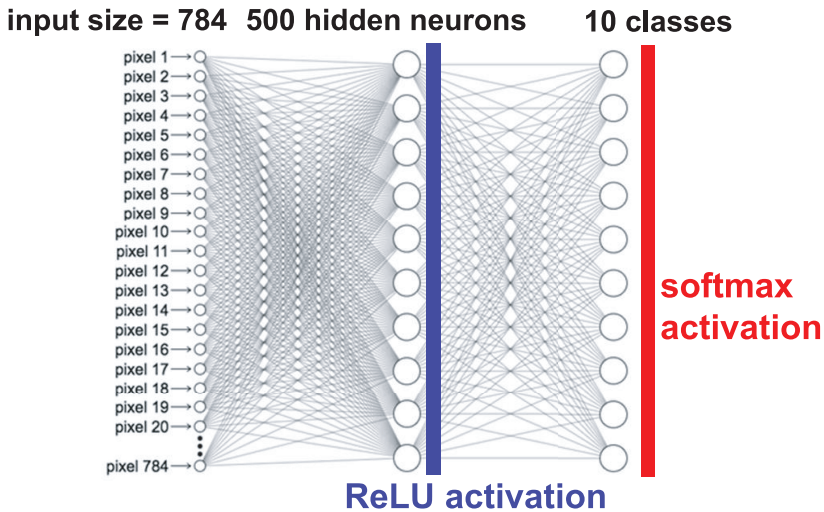 input size = 784 500 hidden neurons 10 classes
pixel 1
pixel 2
pixel 3
pixel 4
pixel 5
pixel 6
pixel 7
pixel 8
pixel 9
pixel 10
pixel 11
pixel 12
pixel 13
pixel 14
pixel 15
pixel 16
pixel 17
pixel 18
pixel 19
pixel 20
pixel 784
softmax
activation
ReLU activation